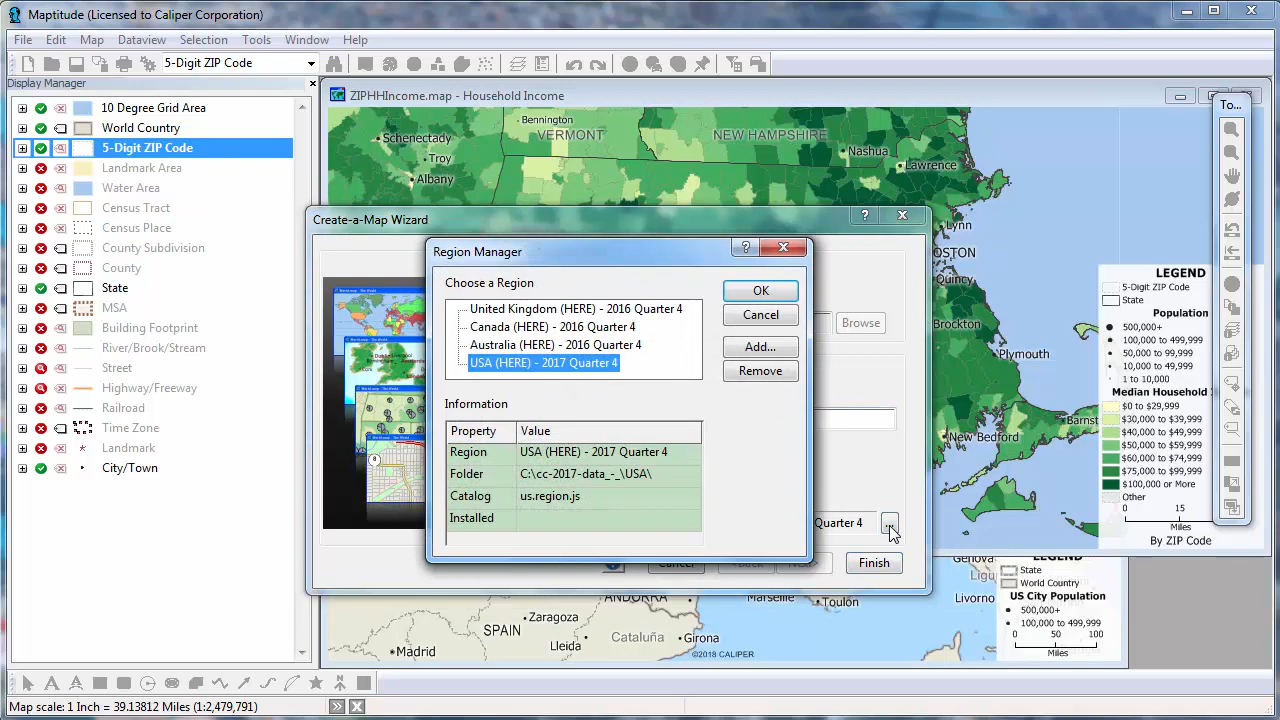 Maptitude (Licensed to Caliper Corporation)
File Edit Map Dataview Selection Tools Window Help
5-Digit ZIP Code
Display Manager
10 Degree Grid Area
World Country
5-Digit ZIP Code
Landmark Area
Water Area
Census Tract
Census Place
County Subdivision
County
State
MSA
Building Footprint
River/Brook/Stream
Street
Highway/Freeway
Railroad
Time Zone
Landmark
City/Town
ZIPHHIncome.map - Household Income
To...
Bennington
VERMONT
NEW HAMPSHIRE
Schenectady
Troy
Albany
Nashua
Lawrence
Lynn
OSTON
Quincy
Brockton
Plymouth
New Bedford
Barnst
LEGEND
5-Digit ZIP Code
State
Population
500,000+
100,000 to 499,999
50,000 to 99,999
10,000 to 49,999
1 to 10,000
Median Household
$0 to $29,999
$30,000 to $39,999
$40,000 to $49,999
$50,000 to $59,999
$60,000 to $74,999
$75,000 to $99,999
$100,000 or More
Other
0 15
Miles
By ZIP Code
Create-a-Map Wizard
?
Browse
Quarter 4
...
Cancel
Finish
Region Manager
?
Choose a Region
United Kingdom (HERE) - 2016 Quarter 4
Canada (HERE) - 2016 Quarter 4
Australia (HERE) - 2016 Quarter 4
USA (HERE) - 2017 Quarter 4
OK
Cancel
Add...
Remove
Information
Property Value
Region USA (HERE) - 2017 Quarter 4
Folder C:\cc-2017-data_-_\USA\
Catalog us.region.js
Installed
ANDORRA
Marseille
Toulon
Livorno
Zaragoza
SPAIN
Lleida
Cataluña
Girona
Madrid
©2018 CALIPER
LEGEND
State
World Country
US City Population
500,000+
100,000 to 499,999
0 50 100
Miles
Map scale: 1 Inch = 39.13812 Miles (1:2,479,791)